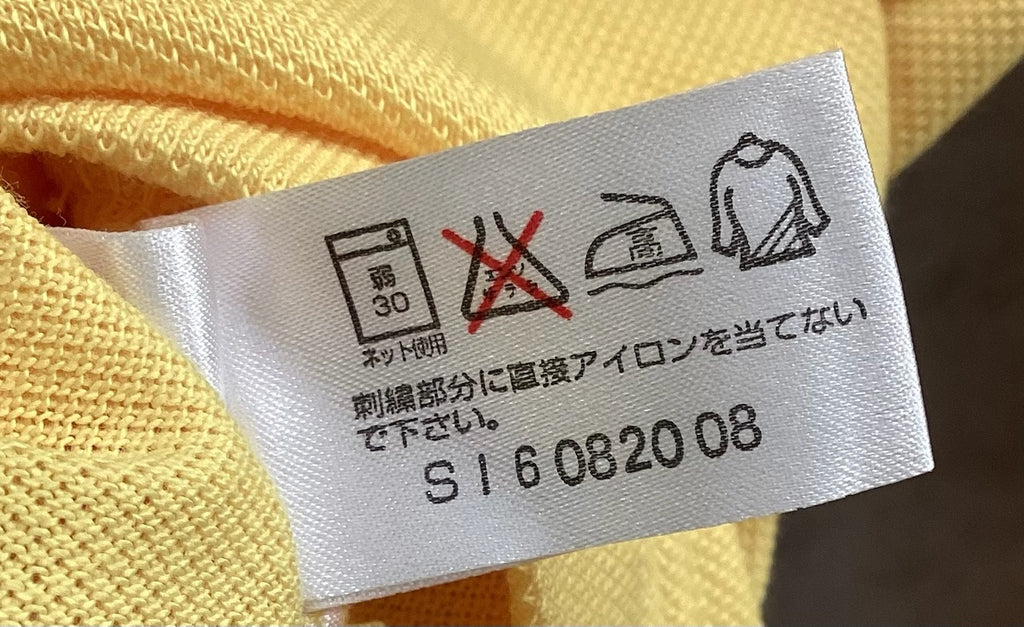 弱
30
ネット使用
エンソ
サラシ
高
刺繍部分に直接アイロンを当てない
で下さい。
SI6082008